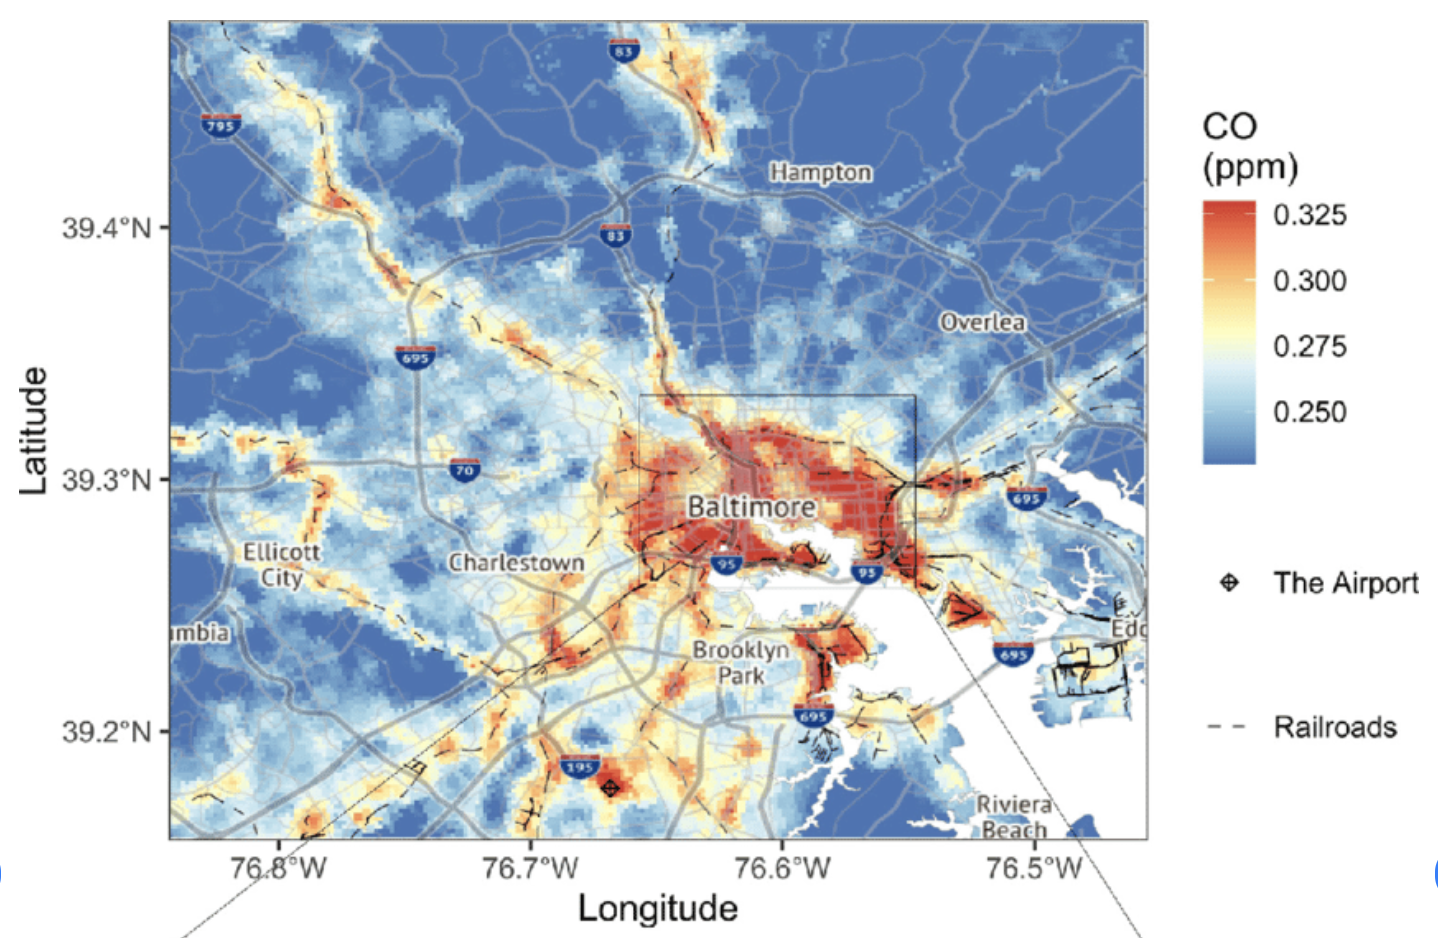 83
795
Hampton
39.4°N
83
Overlea
695
Latitude
70
39.3°N
695
Baltimore
Ellicott
City
Charlestown
95
95
umbia
Brooklyn
Park
695
Edd
695
39.2°N
195
Riviera
Beach
76.8°W
76.7°W
76.6°W
76.5°W
Longitude
CO
(ppm)
0.325
0.300
0.275
0.250
The Airport
Railroads